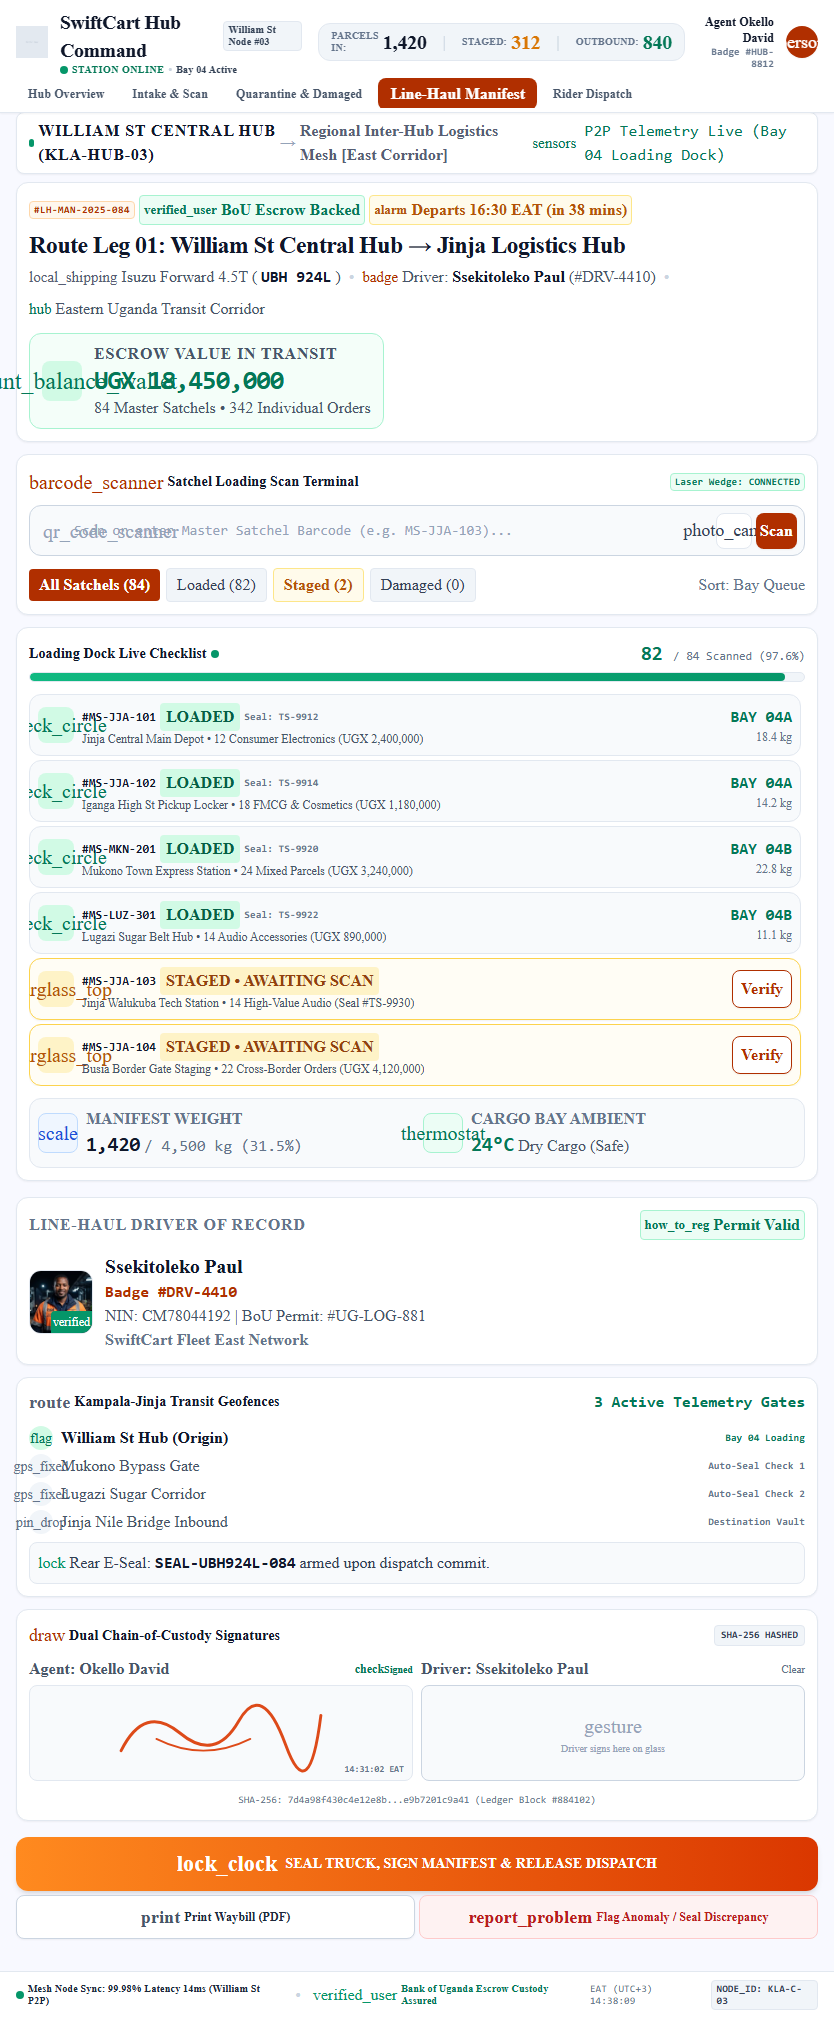 SwiftCart Hub Command
STATION ONLINE • Bay 04 Active
William St Node #03
PARCELS IN: 1,420 | STAGED: 312 | OUTBOUND: 840
Agent Okello David
Badge #HUB-8812
Hub Overview
Intake & Scan
Quarantine & Damaged
Line-Haul Manifest
Rider Dispatch
WILLIAM ST CENTRAL HUB (KLA-HUB-03)
→
Regional Inter-Hub Logistics Mesh [East Corridor]
sensors P2P Telemetry Live (Bay 04 Loading Dock)
#LH-MAN-2025-084
verified_user BoU Escrow Backed
alarm Departs 16:30 EAT (in 38 mins)
Route Leg 01: William St Central Hub → Jinja Logistics Hub
local_shipping Isuzu Forward 4.5T ( UBH 924L ) • badge Driver: Ssekitoleko Paul (#DRV-4410) •
hub Eastern Uganda Transit Corridor
ESCROW VALUE IN TRANSIT
UGX 18,450,000
84 Master Satchels • 342 Individual Orders
barcode_scanner Satchel Loading Scan Terminal
Laser Wedge: CONNECTED
qr_code_scanner
Scan or enter Master Satchel Barcode (e.g. MS-JJA-103)...
Scan
All Satchels (84)
Loaded (82)
Staged (2)
Damaged (0)
Sort: Bay Queue
Loading Dock Live Checklist
82 / 84 Scanned (97.6%)
#MS-JJA-101 LOADED Seal: TS-9912
Jinja Central Main Depot • 12 Consumer Electronics (UGX 2,400,000)
BAY 04A
18.4 kg
#MS-JJA-102 LOADED Seal: TS-9914
Iganga High St Pickup Locker • 18 FMCG & Cosmetics (UGX 1,180,000)
BAY 04A
14.2 kg
#MS-MKN-201 LOADED Seal: TS-9920
Mukono Town Express Station • 24 Mixed Parcels (UGX 3,240,000)
BAY 04B
22.8 kg
#MS-LUZ-301 LOADED Seal: TS-9922
Lugazi Sugar Belt Hub • 14 Audio Accessories (UGX 890,000)
BAY 04B
11.1 kg
#MS-JJA-103 STAGED • AWAITING SCAN
Jinja Walukuba Tech Station • 14 High-Value Audio (Seal #TS-9930)
Verify
#MS-JJA-104 STAGED • AWAITING SCAN
Busia Border Gate Staging • 22 Cross-Border Orders (UGX 4,120,000)
Verify
scale
MANIFEST WEIGHT
1,420 / 4,500 kg (31.5%)
thermostat
CARGO BAY AMBIENT
24°C Dry Cargo (Safe)
LINE-HAUL DRIVER OF RECORD
how_to_reg Permit Valid
verified
Ssekitoleko Paul
Badge #DRV-4410
NIN: CM78044192 | BoU Permit: #UG-LOG-881
SwiftCart Fleet East Network
route Kampala-Jinja Transit Geofences
3 Active Telemetry Gates
flag William St Hub (Origin)
Bay 04 Loading
gps_fixed Mukono Bypass Gate
Auto-Seal Check 1
gps_fixed Lugazi Sugar Corridor
Auto-Seal Check 2
pin_drop Jinja Nile Bridge Inbound
Destination Vault
lock Rear E-Seal: SEAL-UBH924L-084 armed upon dispatch commit.
draw Dual Chain-of-Custody Signatures
SHA-256 HASHED
Agent: Okello David
checkSigned
14:31:02 EAT
Driver: Ssekitoleko Paul
Clear
gesture
Driver signs here on glass
SHA-256: 7d4a98f430c4e12e8b...e9b7201c9a41 (Ledger Block #884102)
lock_clock SEAL TRUCK, SIGN MANIFEST & RELEASE DISPATCH
print Print Waybill (PDF)
report_problem Flag Anomaly / Seal Discrepancy
Mesh Node Sync: 99.98% Latency 14ms (William St P2P)
•
verified_user Bank of Uganda Escrow Custody Assured
EAT (UTC+3) 14:38:09
NODE_ID: KLA-C-03